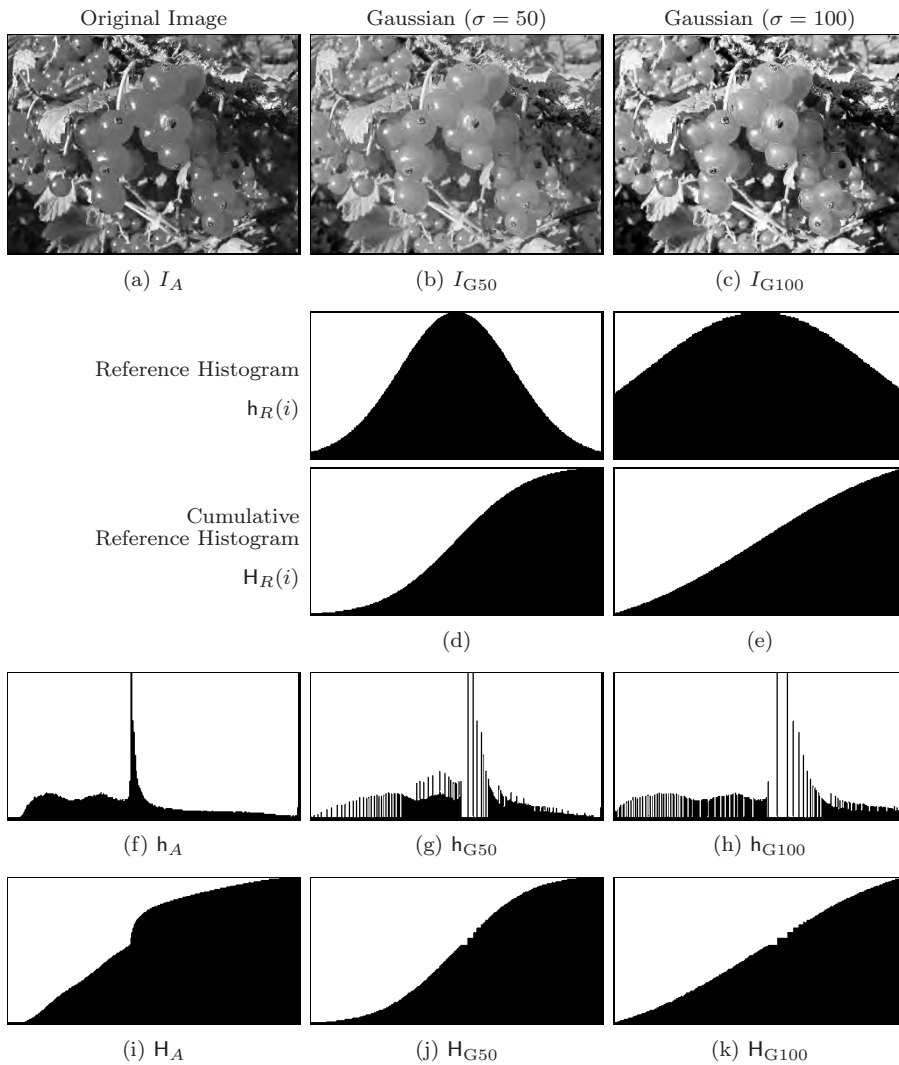 Original Image
Gaussian (σ = 50)
Gaussian (σ = 100)
(a) I_A
(b) I_G50
(c) I_G100
Reference Histogram
h_R(i)
Cumulative
Reference Histogram
H_R(i)
(d)
(e)
(f) h_A
(g) h_G50
(h) h_G100
(i) H_A
(j) H_G50
(k) H_G100